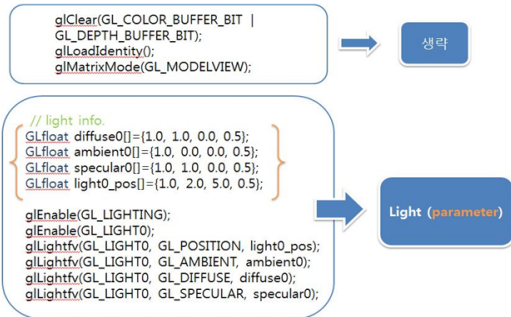 glClear(GL_COLOR_BUFFER_BIT |
GL_DEPTH_BUFFER_BIT);
glLoadIdentity();
glMatrixMode(GL_MODELVIEW);
생략
// light info.
GLfloat diffuse0[]={1.0, 1.0, 0.0, 0.5};
GLfloat ambient0[]={1.0, 0.0, 0.0, 0.5};
GLfloat specular0[]={1.0, 1.0, 0.0, 0.5};
GLfloat light0_pos[]={1.0, 2.0, 5.0, 0.5};
glEnable(GL_LIGHTING);
glEnable(GL_LIGHT0);
glLightfv(GL_LIGHT0, GL_POSITION, light0_pos);
glLightfv(GL_LIGHT0, GL_AMBIENT, ambient0);
glLightfv(GL_LIGHT0, GL_DIFFUSE, diffuse0);
glLightfv(GL_LIGHT0, GL_SPECULAR, specular0);
Light (parameter)